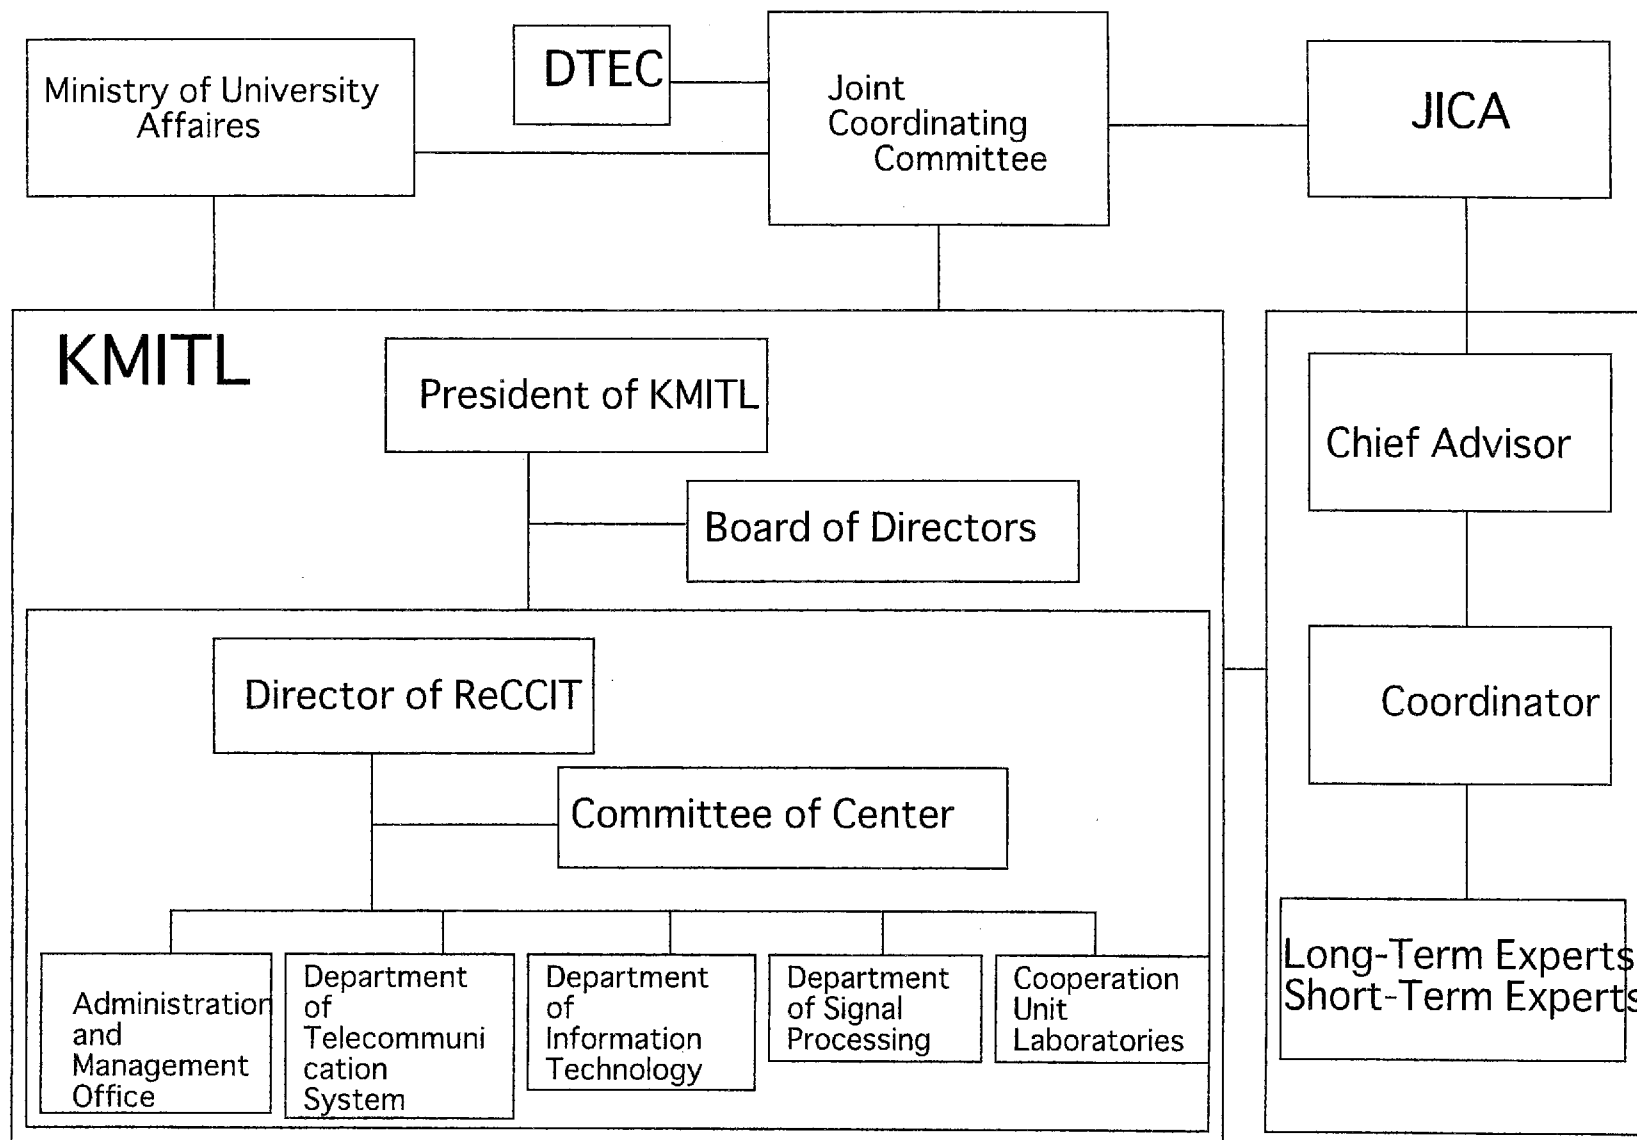 Ministry of University
Affaires
DTEC
Joint
Coordinating
Committee
JICA
KMITL
President of KMITL
Board of Directors
Director of ReCCIT
Committee of Center
Administration
and
Management
Office
Department
of
Telecommuni
cation
System
Department
of
Information
Technology
Department
of Signal
Processing
Cooperation
Unit
Laboratories
Chief Advisor
Coordinator
Long-Term Experts
Short-Term Experts